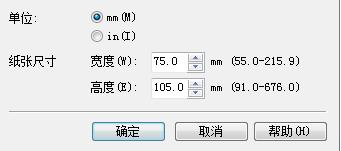 单位: mm(M)
in(I)
纸张尺寸 宽度(W): 75.0 mm (55.0-215.9)
高度(E): 105.0 mm (91.0-676.0)
确定 取消 帮助(H)